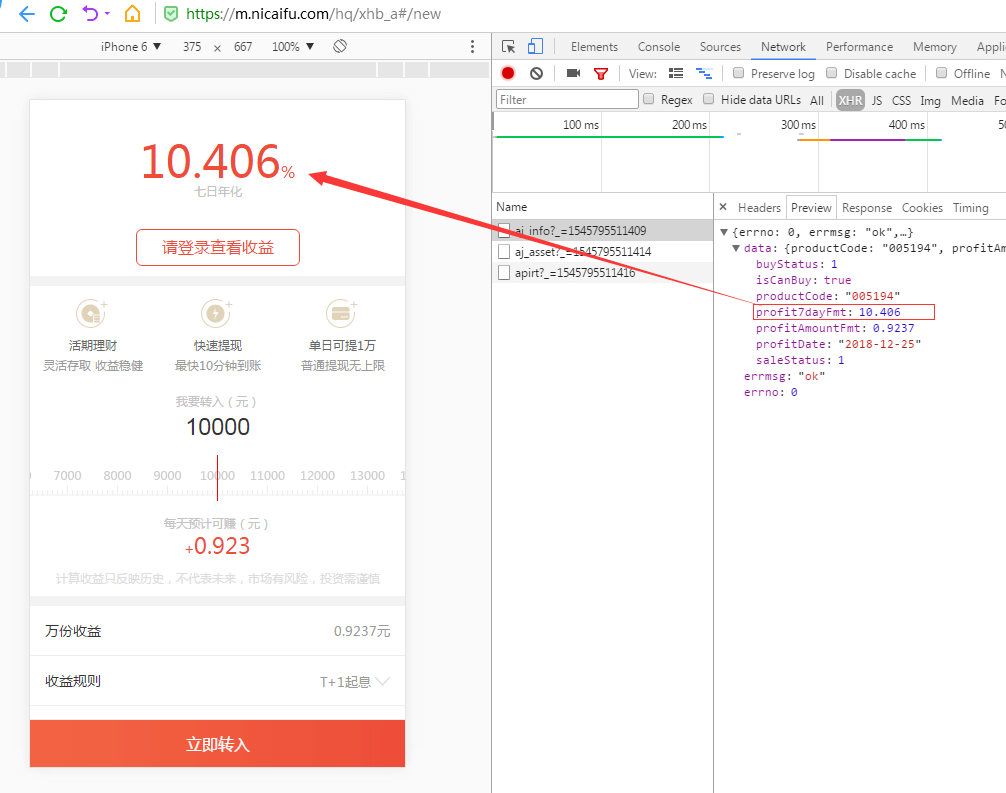 https://m.nicaifu.com/hq/xhb_a#/new
iPhone 6 ▼ 375 × 667 100% ▼
Elements Console Sources Network Performance Memory Appli
View: Preserve log Disable cache Offline N
Filter Regex Hide data URLs All XHR JS CSS Img Media Fo
100 ms 200 ms 300 ms 400 ms 50
10.406%
七日年化
请登录查看收益
活期理财 快速提现 单日可提1万
灵活存取 收益稳健 最快10分钟到账 普通提现无上限
我要转入（元）
10000
7000 8000 9000 10000 11000 12000 13000 1
每天预计可赚（元）
+0.923
计算收益只反映历史，不代表未来，市场有风险，投资需谨慎
万份收益 0.9237元
收益规则 T+1起息
立即转入
Name
aj_info?_=1545795511409
aj_asset?_=1545795511414
apirt?_=1545795511416
× Headers Preview Response Cookies Timing
▼{errno: 0, errmsg: "ok",…}
▼data: {productCode: "005194", profitAm
buyStatus: 1
isCanBuy: true
productCode: "005194"
profit7dayFmt: 10.406
profitAmountFmt: 0.9237
profitDate: "2018-12-25"
saleStatus: 1
errmsg: "ok"
errno: 0